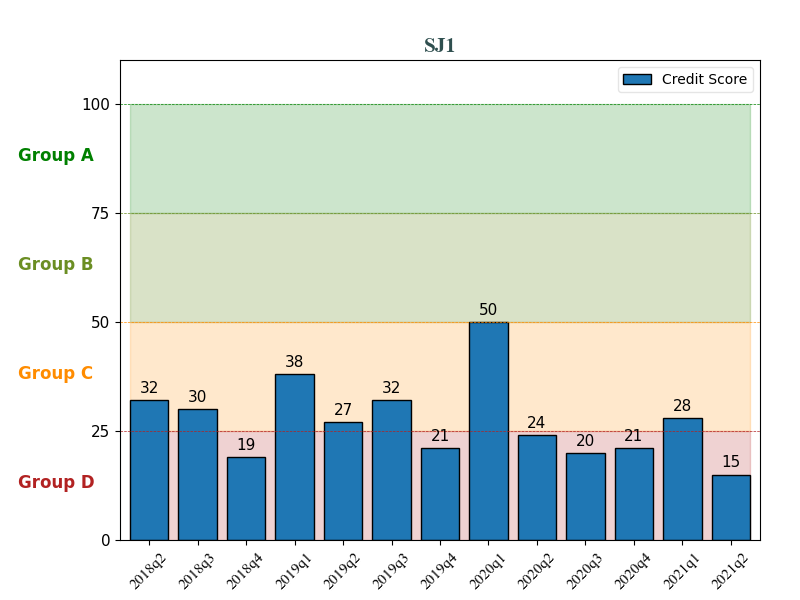 SJ1
Credit Score
100
Group A
75
Group B
50
50
38
Group C
32
30
32
27
28
25
24
19
21
20
21
15
Group D
0
2018q2
2018q3
2018q4
2019q1
2019q2
2019q3
2019q4
2020q1
2020q2
2020q3
2020q4
2021q1
2021q2